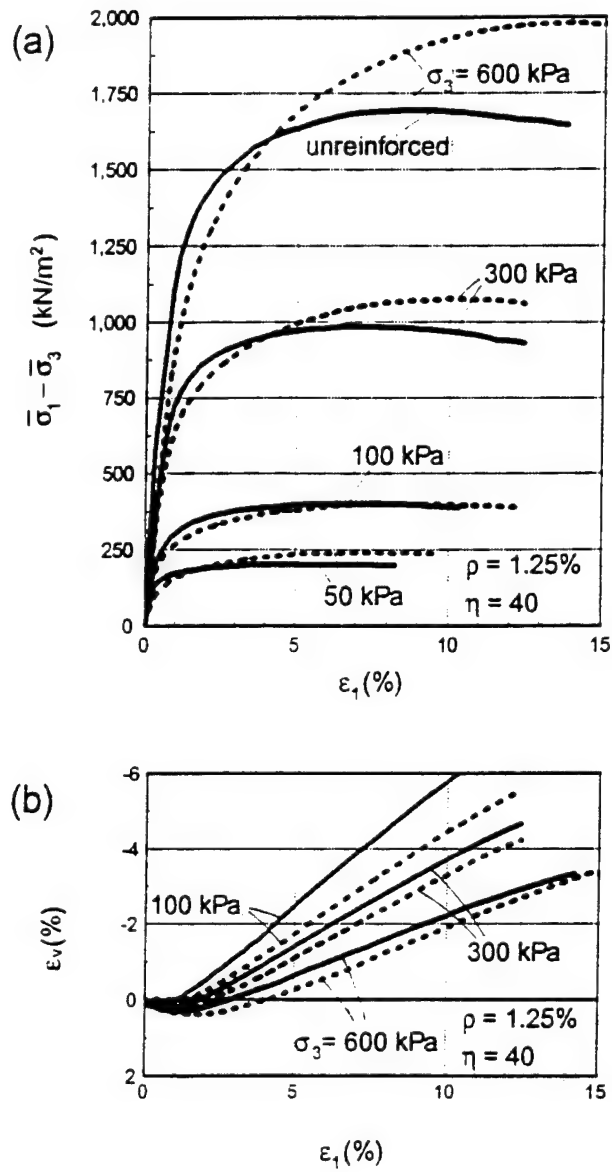 (a)
2,000
1,750
1,500
1,250
1,000
750
500
250
0
σ̅₁ – σ̅₃ (kN/m²)
σ₃= 600 kPa
unreinforced
300 kPa
100 kPa
50 kPa
ρ = 1.25%
η = 40
0 5 10 15
ε₁(%)
(b)
-6
-4
-2
0
2
εᵥ(%)
100 kPa
300 kPa
σ₃= 600 kPa
ρ = 1.25%
η = 40
0 5 10 15
ε₁(%)